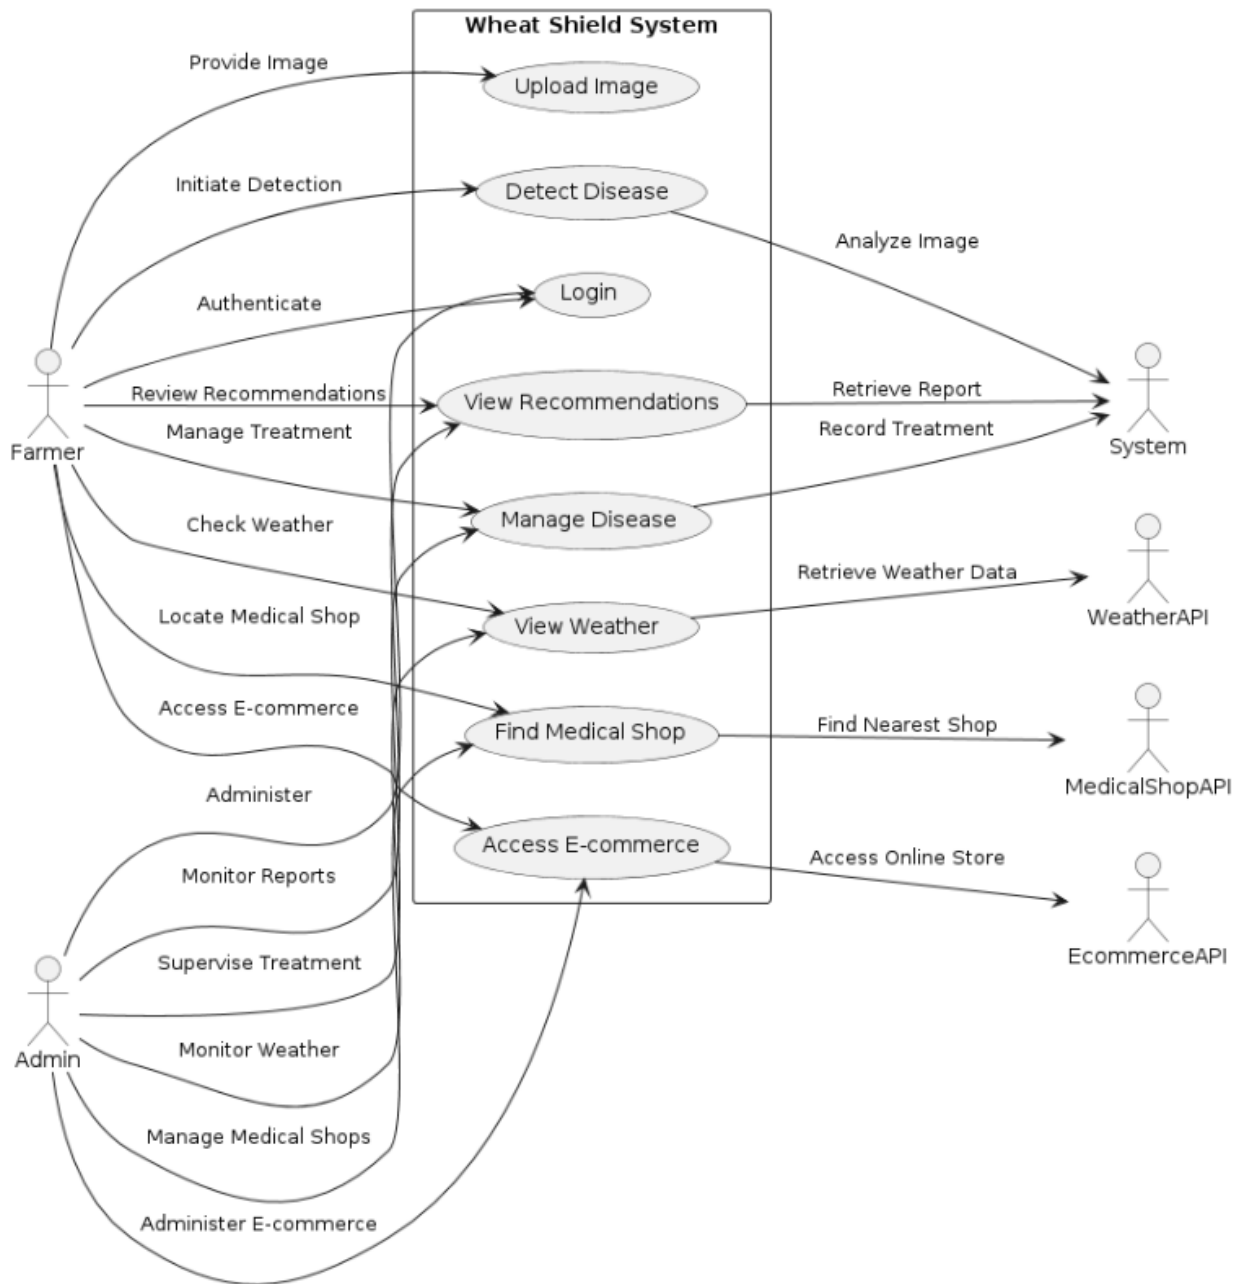 Wheat Shield System
Provide Image
Upload Image
Initiate Detection
Detect Disease
Analyze Image
Authenticate
Login
Review Recommendations
View Recommendations
Retrieve Report
Manage Treatment
Record Treatment
Farmer
System
Check Weather
Manage Disease
Retrieve Weather Data
Locate Medical Shop
View Weather
WeatherAPI
Access E-commerce
Find Medical Shop
Find Nearest Shop
MedicalShopAPI
Administer
Access E-commerce
Access Online Store
Monitor Reports
EcommerceAPI
Supervise Treatment
Admin
Monitor Weather
Manage Medical Shops
Administer E-commerce